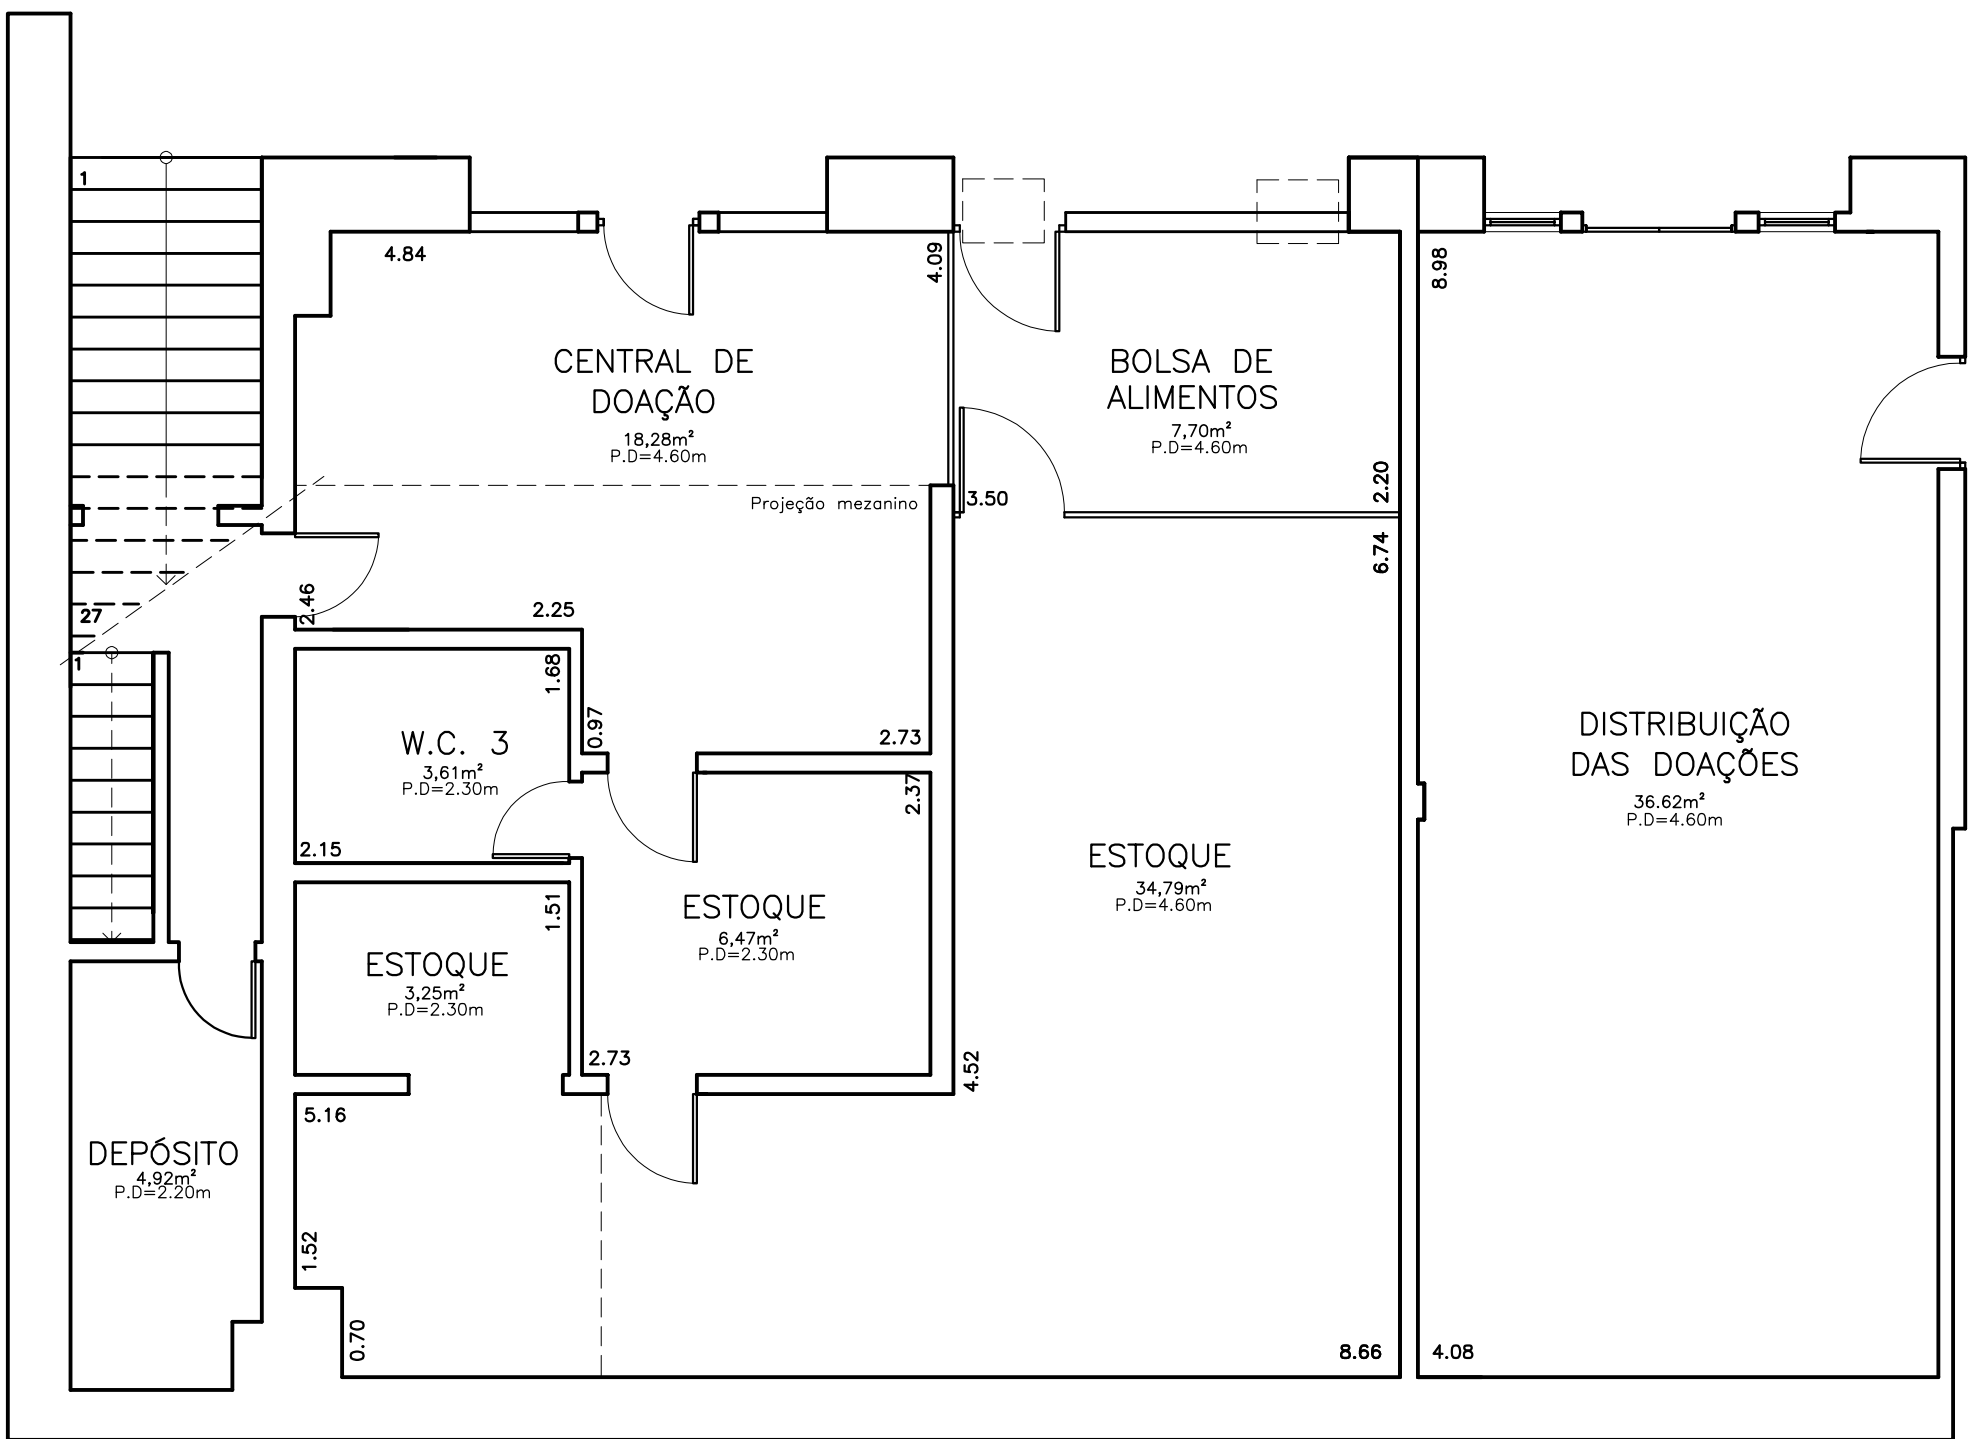 1
4.84
4.09
8.98
CENTRAL DE
DOAÇÃO
18,28m²
P.D=4.60m
BOLSA DE
ALIMENTOS
7,70m²
P.D=4.60m
Projeção mezanino
3.50
2.20
6.74
27
2.46
2.25
1
1.68
0.97
2.73
W.C. 3
3,61m²
P.D=2.30m
2.15
2.37
DISTRIBUIÇÃO
DAS DOAÇÕES
36.62m²
P.D=4.60m
ESTOQUE
34,79m²
P.D=4.60m
ESTOQUE
6,47m²
P.D=2.30m
1.51
ESTOQUE
3,25m²
P.D=2.30m
2.73
4.52
5.16
DEPÓSITO
4,92m²
P.D=2.20m
1.52
0.70
8.66
4.08